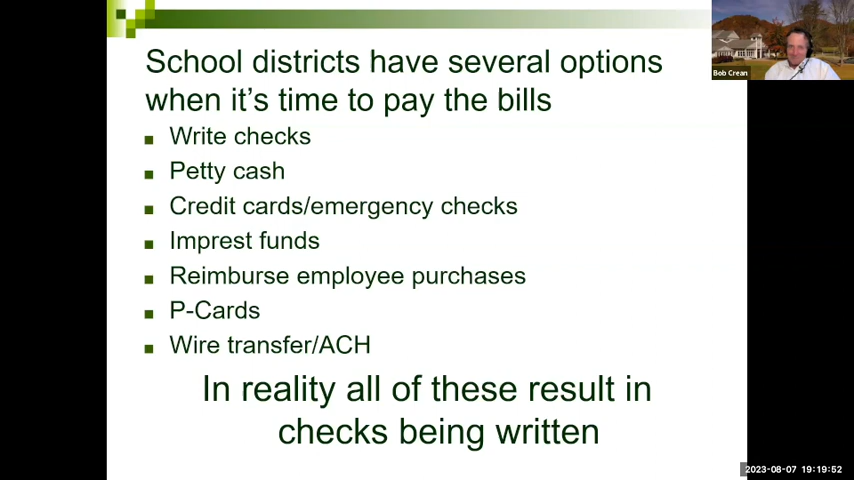 School districts have several options
when it's time to pay the bills
Write checks
Petty cash
Credit cards/emergency checks
Imprest funds
Reimburse employee purchases
P-Cards
Wire transfer/ACH
In reality all of these result in
checks being written
Bob Crean
2023-08-07 19:19:52